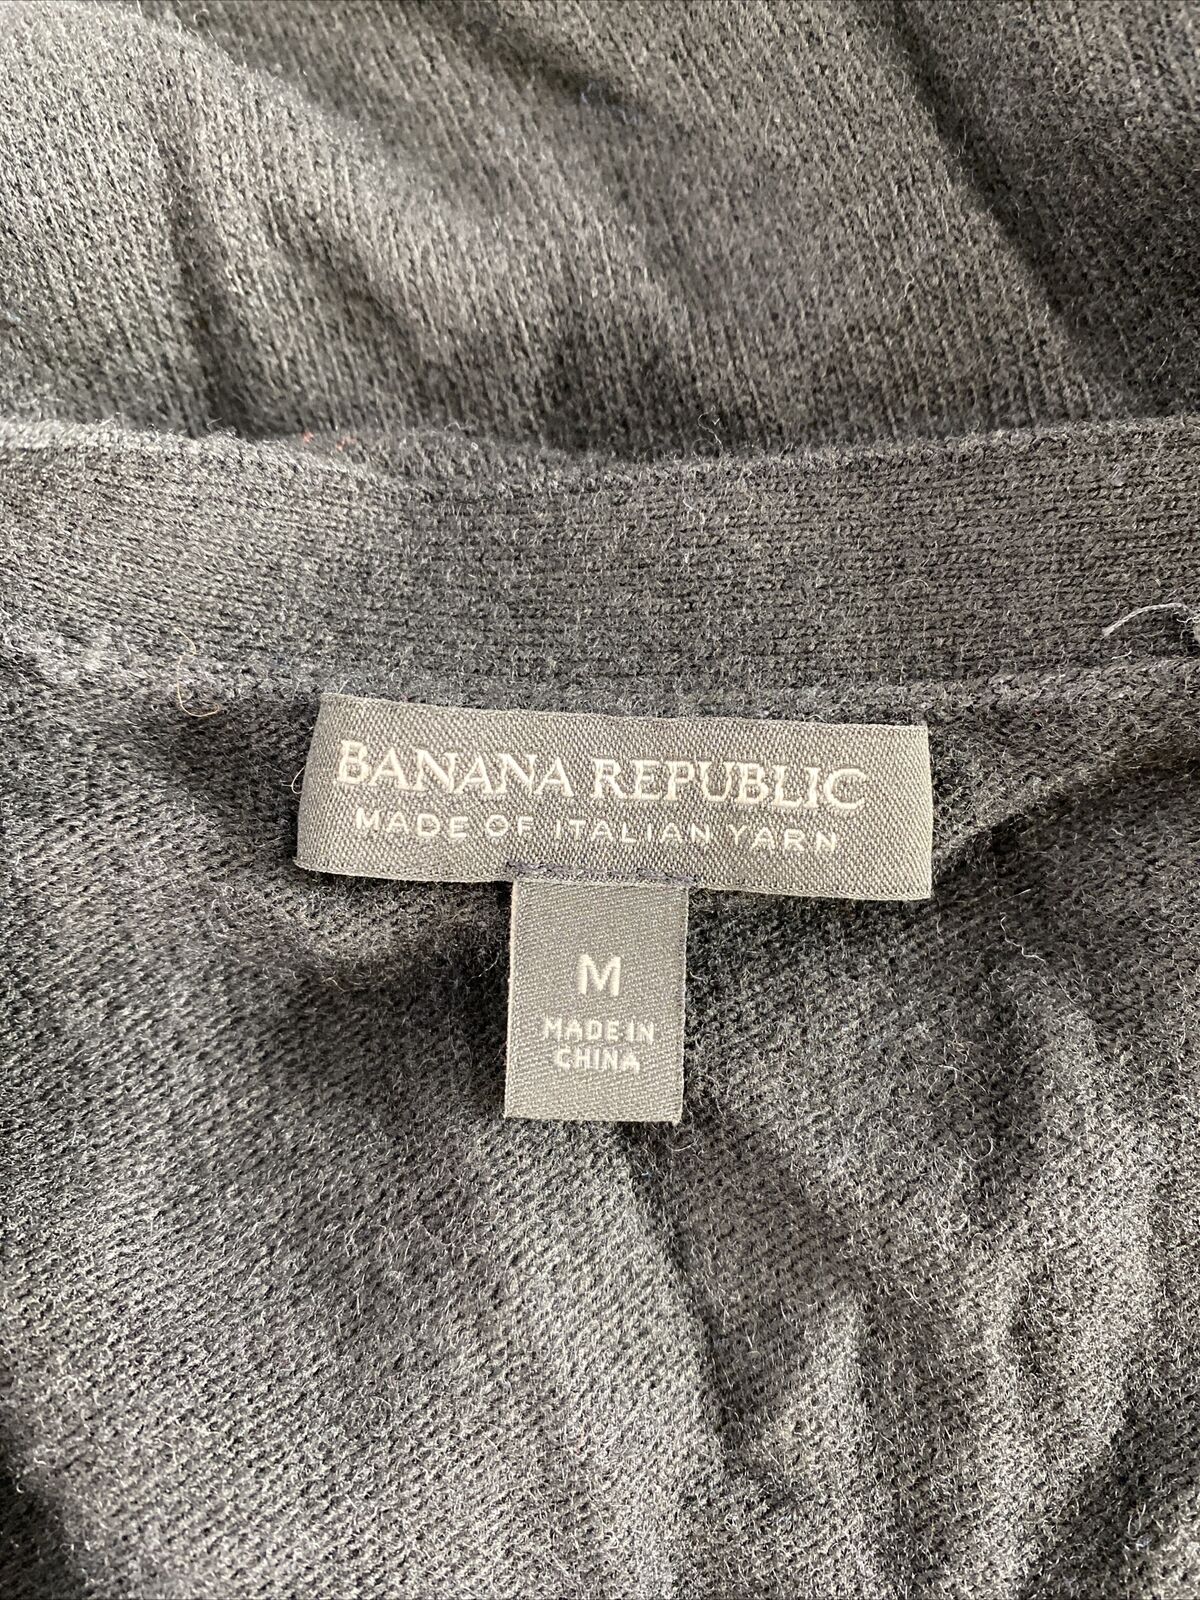 BANANA REPUBLIC
MADE OF ITALIAN YARN
M
MADE IN
CHINA